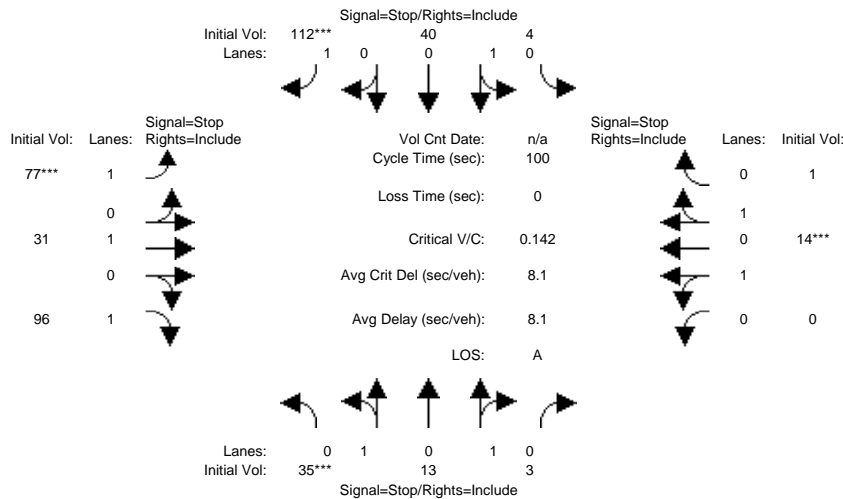 Signal=Stop/Rights=Include
Initial Vol: 112*** 40 4
Lanes: 1 0 0 1 0
Signal=Stop Signal=Stop
Initial Vol: Lanes: Rights=Include Vol Cnt Date: n/a Rights=Include Lanes: Initial Vol:
Cycle Time (sec): 100
77*** 1 0 1
Loss Time (sec): 0
0 1
31 1 Critical V/C: 0.142 0 14***
0 Avg Crit Del (sec/veh): 8.1 1
96 1 Avg Delay (sec/veh): 8.1 0 0
LOS: A
Lanes: 0 1 0 1 0
Initial Vol: 35*** 13 3
Signal=Stop/Rights=Include